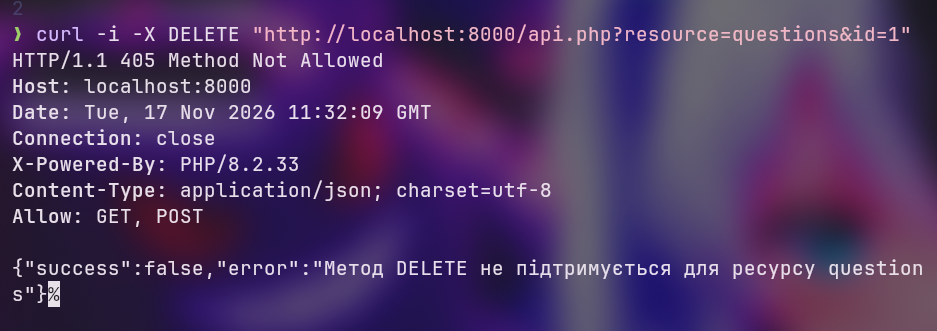 2
❯ curl -i -X DELETE "http://localhost:8000/api.php?resource=questions&id=1"
HTTP/1.1 405 Method Not Allowed
Host: localhost:8000
Date: Tue, 17 Nov 2026 11:32:09 GMT
Connection: close
X-Powered-By: PHP/8.2.33
Content-Type: application/json; charset=utf-8
Allow: GET, POST

{"success":false,"error":"Метод DELETE не підтримується для ресурсу question
s"}%